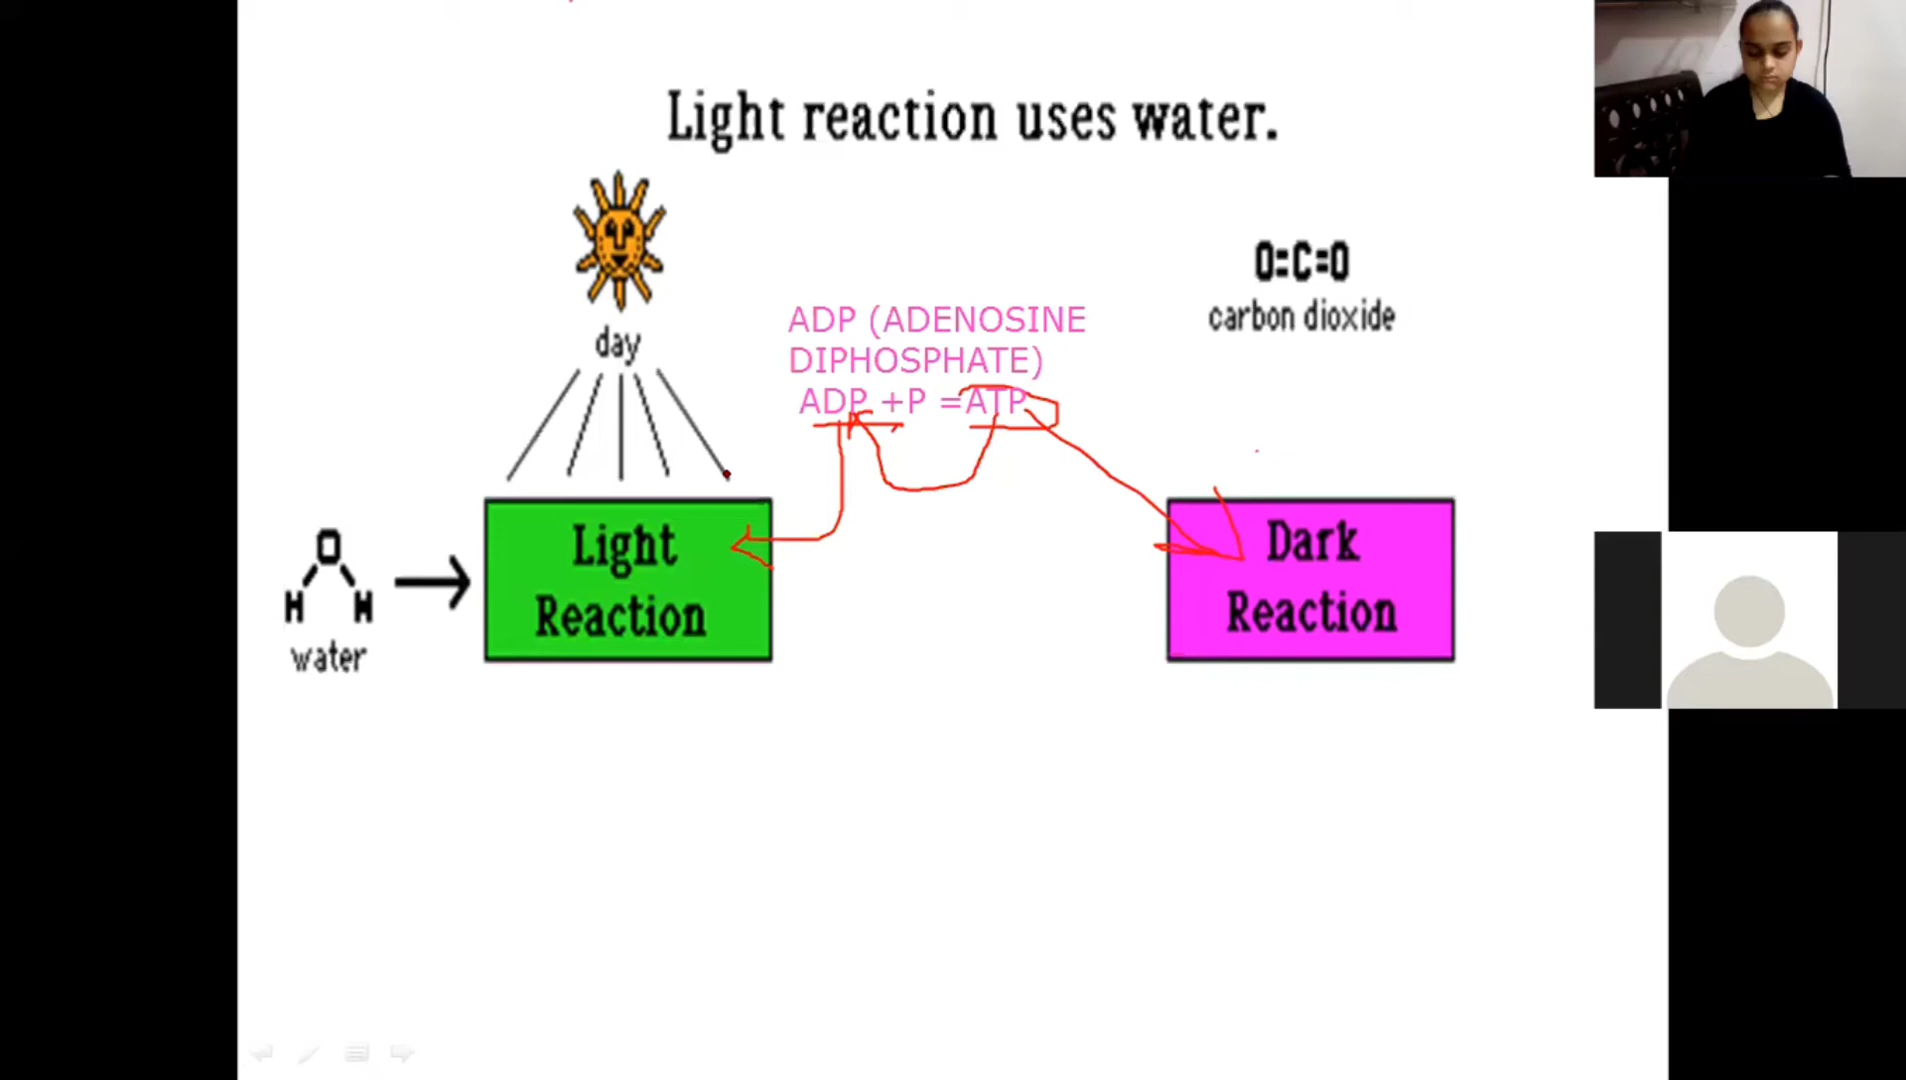 Light reaction uses water.
day
O=C=O
carbon dioxide
ADP (ADENOSINE
DIPHOSPHATE)
ADP +P =ATP
O
H H
water
Light
Reaction
Dark
Reaction